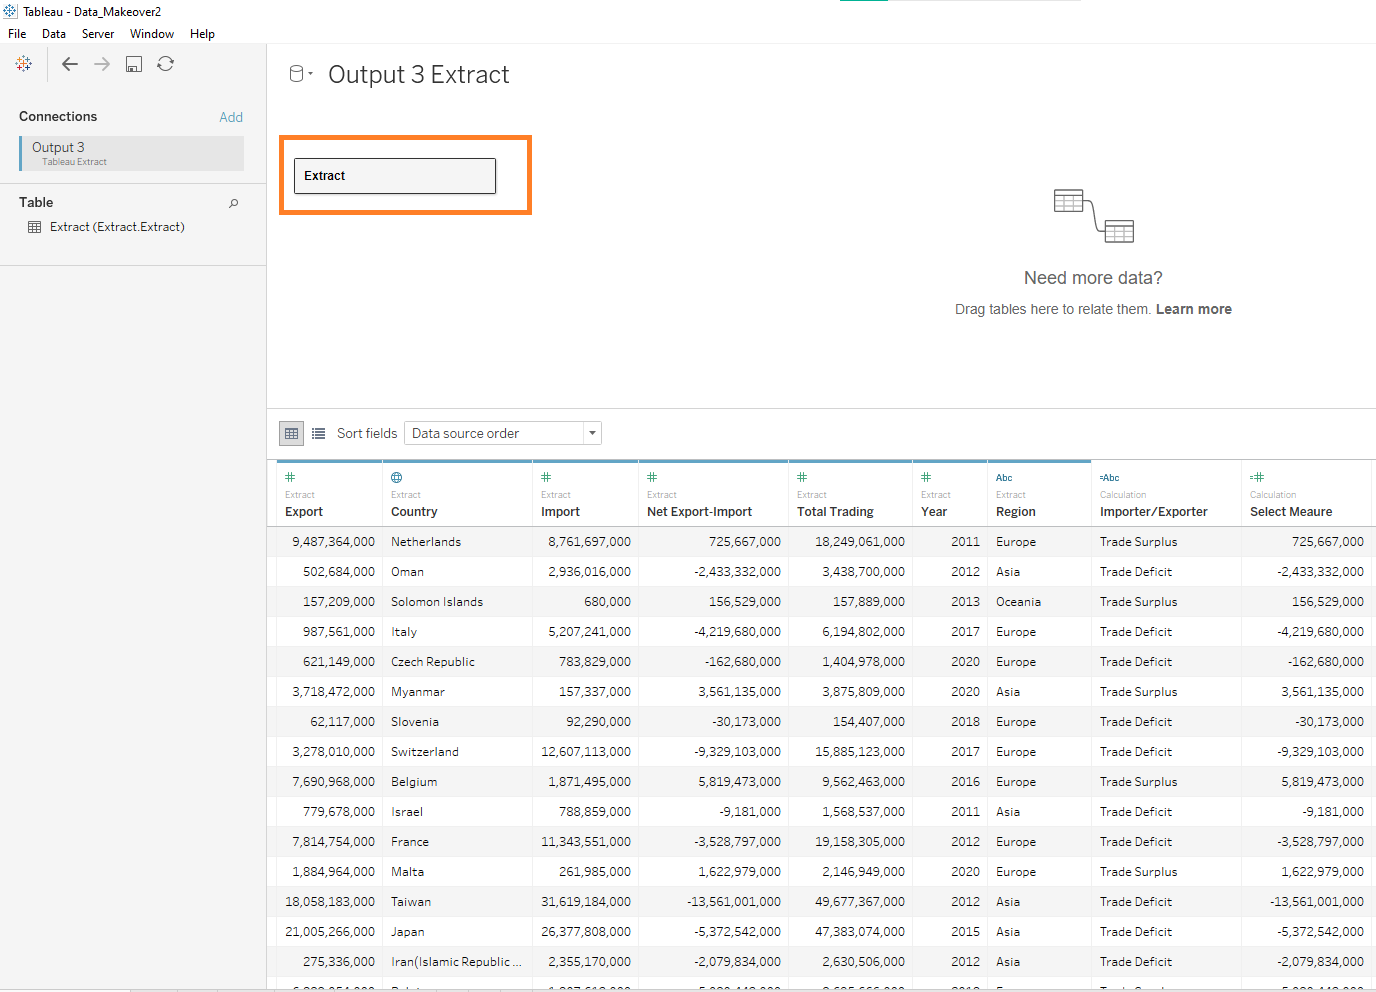 Tableau - Data_Makeover2
File Data Server Window Help
Connections Add
Output 3
Tableau Extract
Table
Extract (Extract.Extract)
Output 3 Extract
Extract
Need more data?
Drag tables here to relate them. Learn more
Sort fields Data source order
# # # # # Abc =Abc =#
Extract Extract Extract Extract Extract Extract Extract Calculation Calculation
Export Country Import Net Export-Import Total Trading Year Region Importer/Exporter Select Meaure
9,487,364,000 Netherlands 8,761,697,000 725,667,000 18,249,061,000 2011 Europe Trade Surplus 725,667,000
502,684,000 Oman 2,936,016,000 -2,433,332,000 3,438,700,000 2012 Asia Trade Deficit -2,433,332,000
157,209,000 Solomon Islands 680,000 156,529,000 157,889,000 2013 Oceania Trade Surplus 156,529,000
987,561,000 Italy 5,207,241,000 -4,219,680,000 6,194,802,000 2017 Europe Trade Deficit -4,219,680,000
621,149,000 Czech Republic 783,829,000 -162,680,000 1,404,978,000 2020 Europe Trade Deficit -162,680,000
3,718,472,000 Myanmar 157,337,000 3,561,135,000 3,875,809,000 2020 Asia Trade Surplus 3,561,135,000
62,117,000 Slovenia 92,290,000 -30,173,000 154,407,000 2018 Europe Trade Deficit -30,173,000
3,278,010,000 Switzerland 12,607,113,000 -9,329,103,000 15,885,123,000 2017 Europe Trade Deficit -9,329,103,000
7,690,968,000 Belgium 1,871,495,000 5,819,473,000 9,562,463,000 2016 Europe Trade Surplus 5,819,473,000
779,678,000 Israel 788,859,000 -9,181,000 1,568,537,000 2011 Asia Trade Deficit -9,181,000
7,814,754,000 France 11,343,551,000 -3,528,797,000 19,158,305,000 2012 Europe Trade Deficit -3,528,797,000
1,884,964,000 Malta 261,985,000 1,622,979,000 2,146,949,000 2020 Europe Trade Surplus 1,622,979,000
18,058,183,000 Taiwan 31,619,184,000 -13,561,001,000 49,677,367,000 2012 Asia Trade Deficit -13,561,001,000
21,005,266,000 Japan 26,377,808,000 -5,372,542,000 47,383,074,000 2015 Asia Trade Deficit -5,372,542,000
275,336,000 Iran(Islamic Republic ... 2,355,170,000 -2,079,834,000 2,630,506,000 2012 Asia Trade Deficit -2,079,834,000